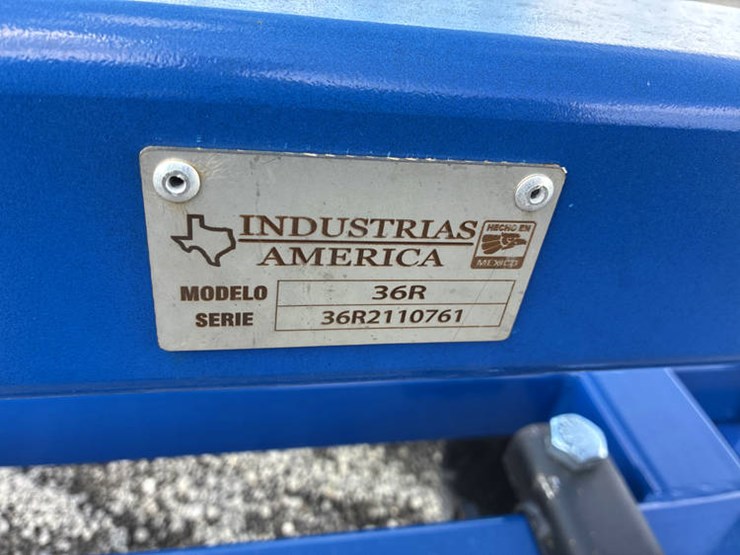 INDUSTRIAS
AMERICA
HECHO EN
MEXICO
MODELO 36R
SERIE 36R2110761